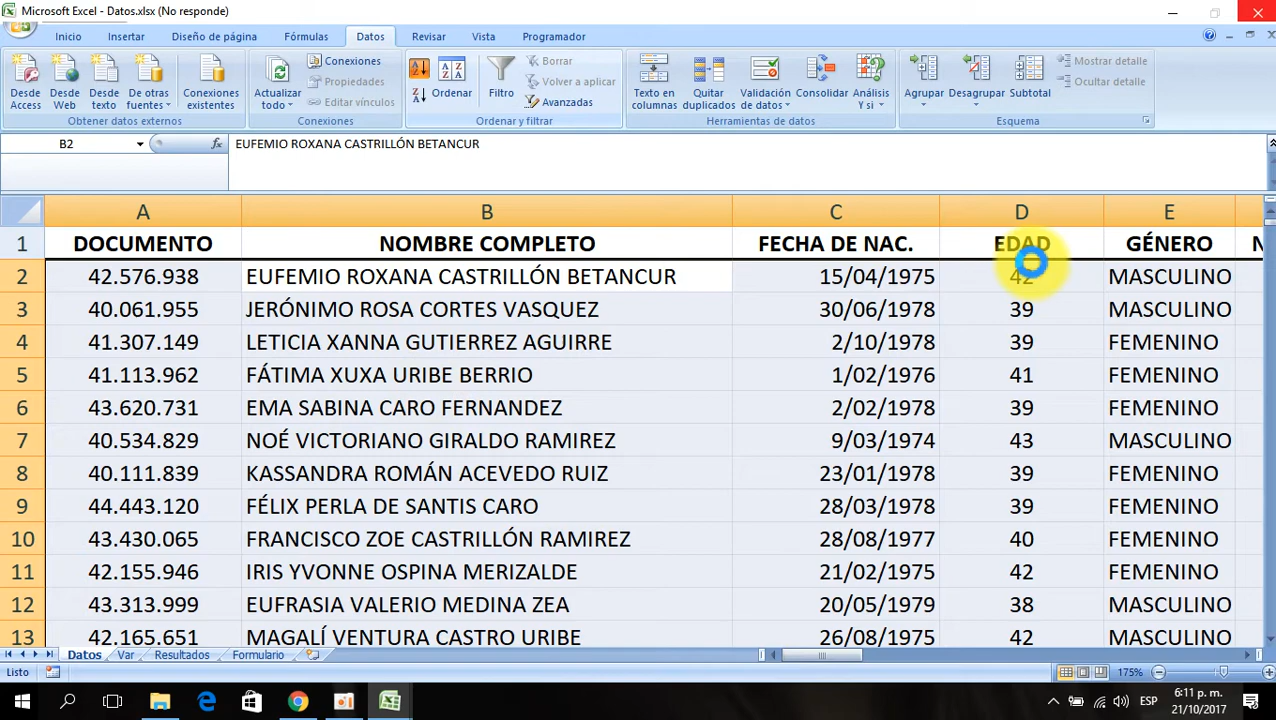 Microsoft Excel - Datos.xlsx (No responde)
Inicio Insertar Diseño de página Fórmulas Datos Revisar Vista Programador
Desde Access
Desde Web
Desde texto
De otras fuentes
Conexiones existentes
Obtener datos externos
Actualizar todo
Conexiones
Propiedades
Editar vínculos
Conexiones
Ordenar
Filtro
Borrar
Volver a aplicar
Avanzadas
Ordenar y filtrar
Texto en columnas
Quitar duplicados
Validación de datos
Consolidar
Análisis Y si
Herramientas de datos
Agrupar
Desagrupar
Subtotal
Mostrar detalle
Ocultar detalle
Esquema
B2 fx EUFEMIO ROXANA CASTRILLÓN BETANCUR
A B C D E
1 DOCUMENTO NOMBRE COMPLETO FECHA DE NAC. EDAD GÉNERO
2 42.576.938 EUFEMIO ROXANA CASTRILLÓN BETANCUR 15/04/1975 42 MASCULINO
3 40.061.955 JERÓNIMO ROSA CORTES VASQUEZ 30/06/1978 39 MASCULINO
4 41.307.149 LETICIA XANNA GUTIERREZ AGUIRRE 2/10/1978 39 FEMENINO
5 41.113.962 FÁTIMA XUXA URIBE BERRIO 1/02/1976 41 FEMENINO
6 43.620.731 EMA SABINA CARO FERNANDEZ 2/02/1978 39 FEMENINO
7 40.534.829 NOÉ VICTORIANO GIRALDO RAMIREZ 9/03/1974 43 MASCULINO
8 40.111.839 KASSANDRA ROMÁN ACEVEDO RUIZ 23/01/1978 39 FEMENINO
9 44.443.120 FÉLIX PERLA DE SANTIS CARO 28/03/1978 39 FEMENINO
10 43.430.065 FRANCISCO ZOE CASTRILLÓN RAMIREZ 28/08/1977 40 FEMENINO
11 42.155.946 IRIS YVONNE OSPINA MERIZALDE 21/02/1975 42 FEMENINO
12 43.313.999 EUFRASIA VALERIO MEDINA ZEA 20/05/1979 38 MASCULINO
13 42.165.651 MAGALÍ VENTURA CASTRO URIBE 26/08/1975 42 MASCULINO
Datos Var Resultados Formulario
Listo 175%
ESP 6:11 p. m.
21/10/2017